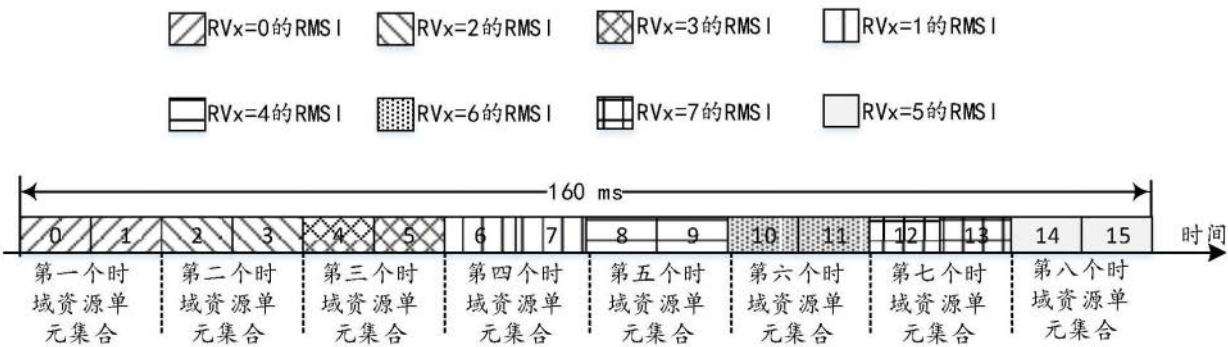 RVx=0的RMSI RVx=2的RMSI RVx=3的RMSI RVx=1的RMSI
RVx=4的RMSI RVx=6的RMSI RVx=7的RMSI RVx=5的RMSI
160 ms
0 1 2 3 4 5 6 7 8 9 10 11 12 13 14 15 时间
第一个时 第二个时 第三个时 第四个时 第五个时 第六个时 第七个时 第八个时
域资源单 域资源单 域资源单 域资源单 域资源单 域资源单 域资源单 域资源单
元集合 元集合 元集合 元集合 元集合 元集合 元集合 元集合